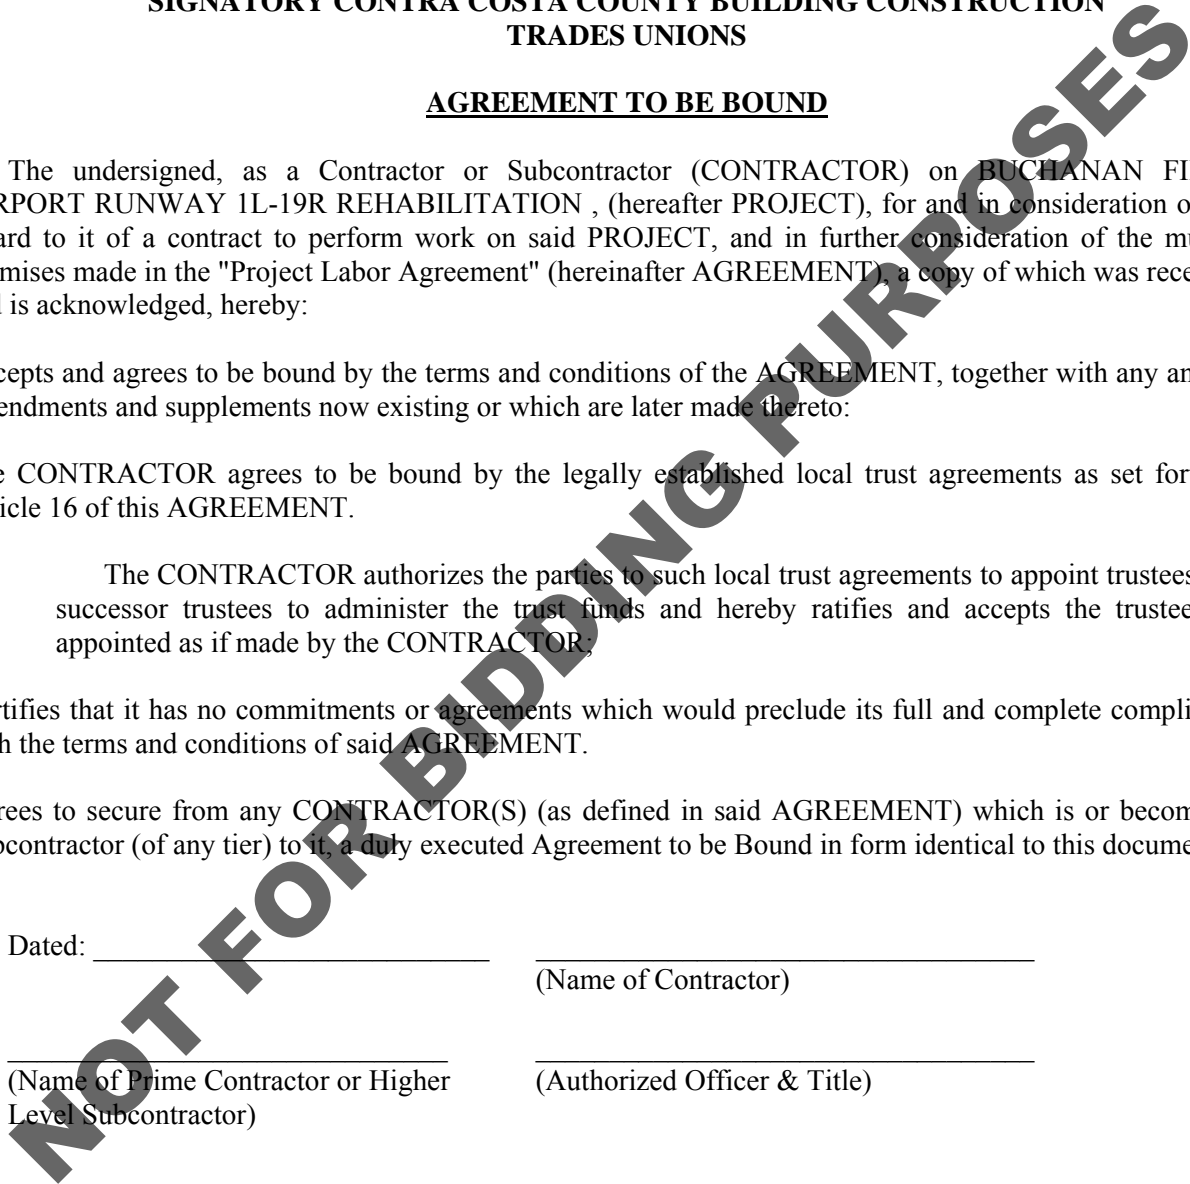 SIGNATORY CONTRA COSTA COUNTY BUILDING CONSTRUCTION
TRADES UNIONS
AGREEMENT TO BE BOUND
The undersigned, as a Contractor or Subcontractor (CONTRACTOR) on BUCHANAN FI
RPORT RUNWAY 1L-19R REHABILITATION , (hereafter PROJECT), for and in consideration o
ard to it of a contract to perform work on said PROJECT, and in further consideration of the mu
mises made in the "Project Labor Agreement" (hereinafter AGREEMENT), a copy of which was rece
d is acknowledged, hereby:
cepts and agrees to be bound by the terms and conditions of the AGREEMENT, together with any an
endments and supplements now existing or which are later made thereto:
e CONTRACTOR agrees to be bound by the legally established local trust agreements as set for
icle 16 of this AGREEMENT.
The CONTRACTOR authorizes the parties to such local trust agreements to appoint trustees
successor trustees to administer the trust funds and hereby ratifies and accepts the trustee
appointed as if made by the CONTRACTOR;
rtifies that it has no commitments or agreements which would preclude its full and complete compli
h the terms and conditions of said AGREEMENT.
rees to secure from any CONTRACTOR(S) (as defined in said AGREEMENT) which is or becom
bcontractor (of any tier) to it, a duly executed Agreement to be Bound in form identical to this docume
Dated: ___________________________
(Name of Contractor)
(Name of Prime Contractor or Higher
Level Subcontractor)
(Authorized Officer & Title)
NOT FOR BIDDING PURPOSES